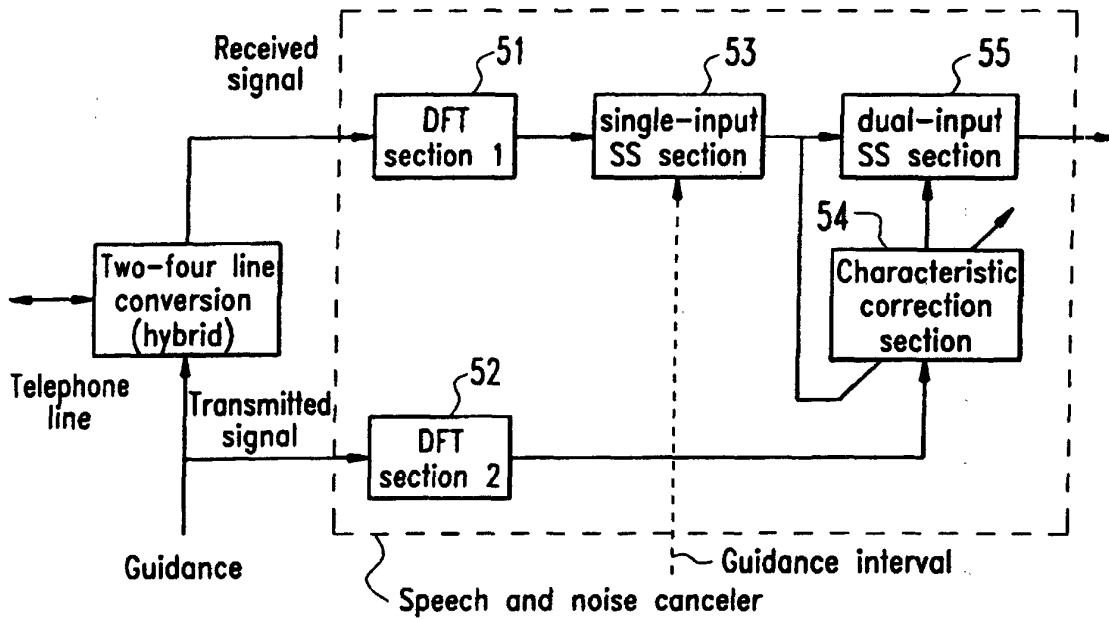 Received
signal
51
DFT
section 1
53
single-input
SS section
55
dual-input
SS section
54
Characteristic
correction
section
Two-four line
conversion
(hybrid)
Telephone
line
Transmitted
signal
52
DFT
section 2
Guidance
Guidance interval
Speech and noise canceler